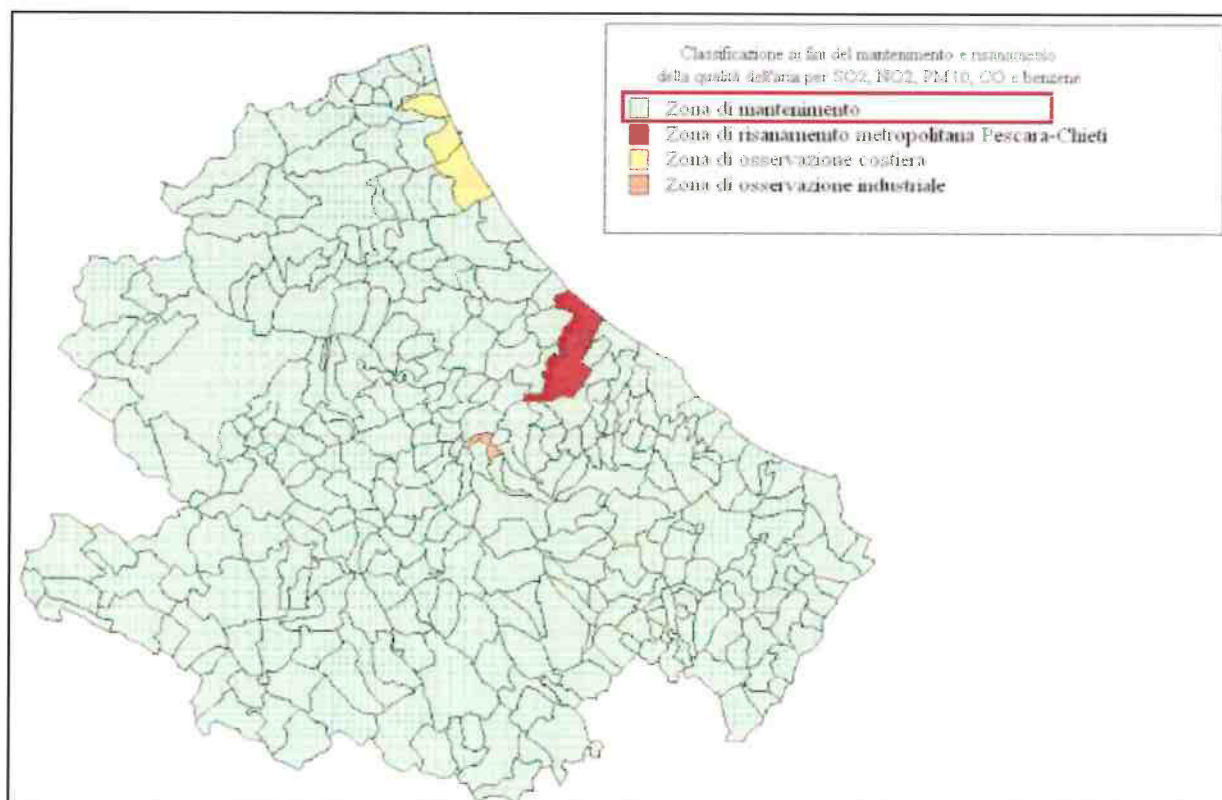 Classificazione ai fini del mantenimento e risanamento
della qualità dell'aria per SO2, NO2, PM10, CO e benzene
Zona di mantenimento
Zona di risanamento metropolitana Pescara-Chieti
Zona di osservazione costiera
Zona di osservazione industriale